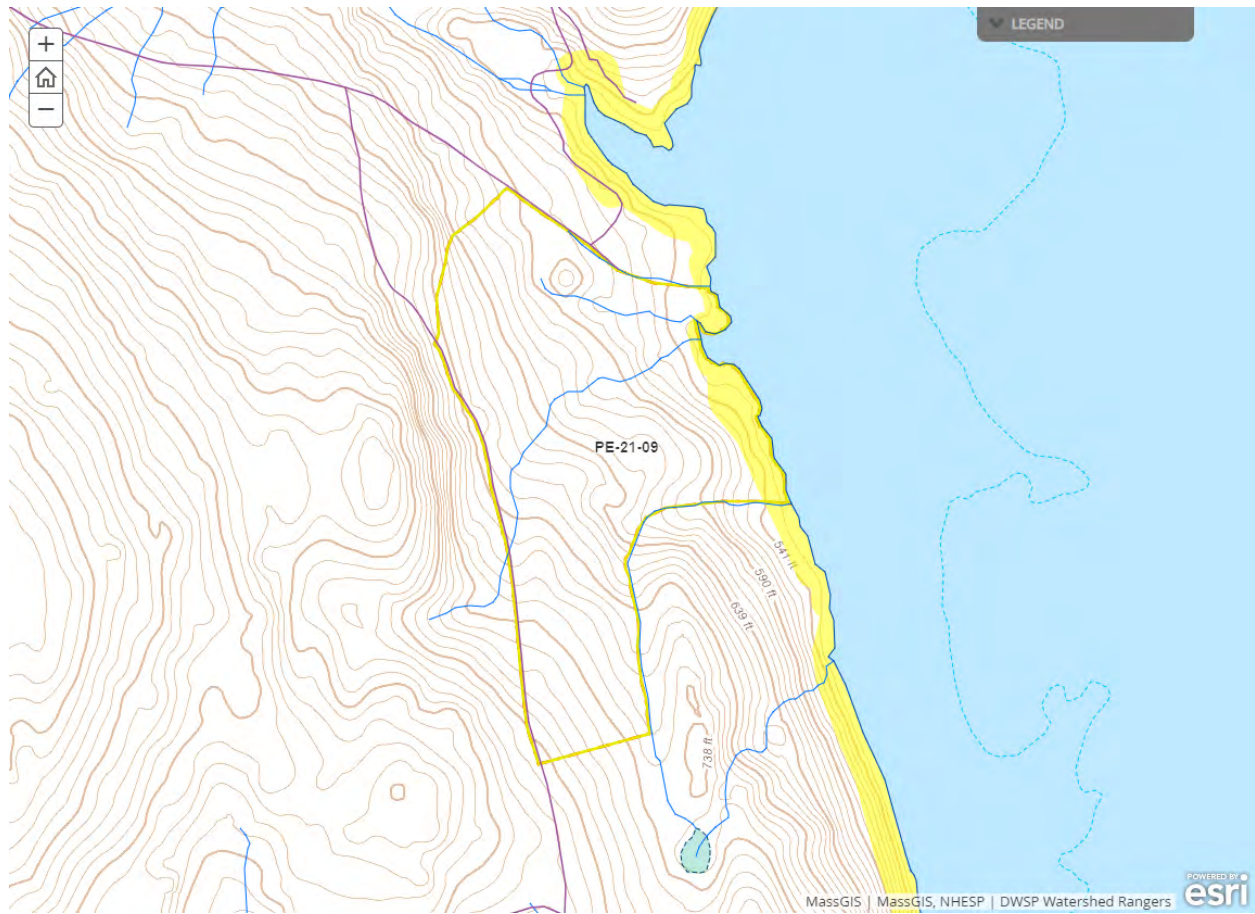 +
−
LEGEND
PE-21-09
541 ft
590 ft
639 ft
738 ft
MassGIS | MassGIS, NHESP | DWSP Watershed Rangers
POWERED BY
esri